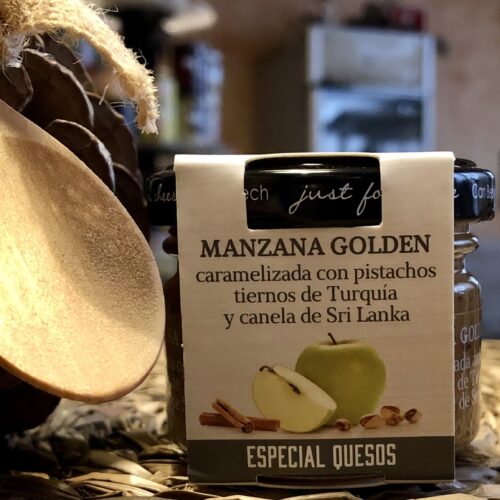 just fo
MANZANA GOLDEN
caramelizada con pistachos
tiernos de Turquía
y canela de Sri Lanka
ESPECIAL QUESOS